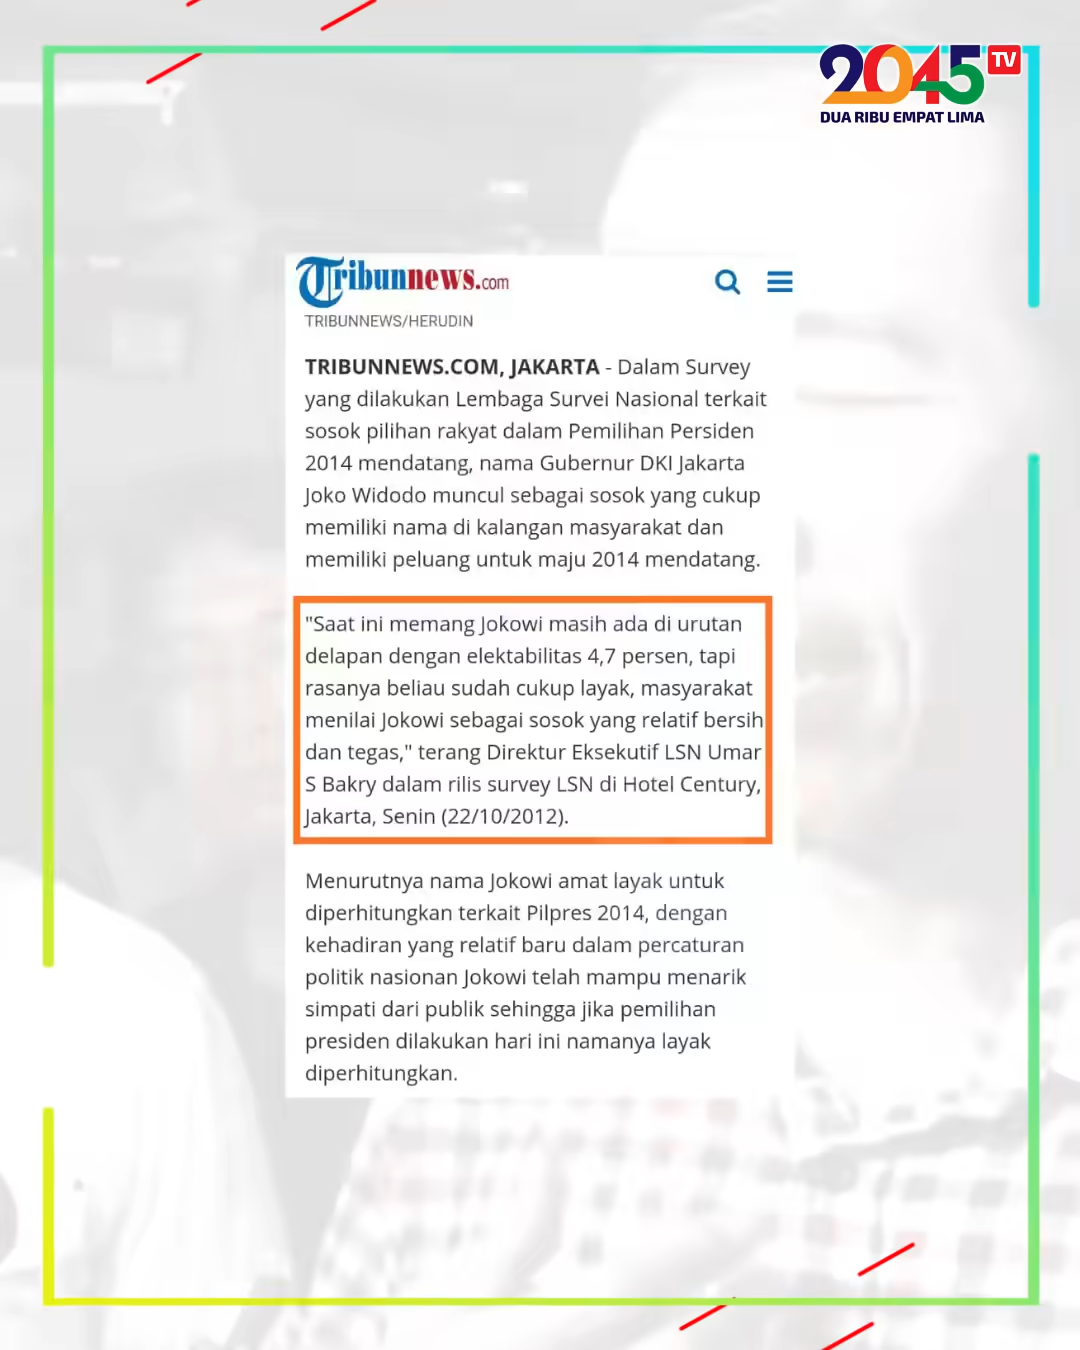 2045 TV
DUA RIBU EMPAT LIMA
Tribunnews.com
TRIBUNNEWS/HERUDIN
TRIBUNNEWS.COM, JAKARTA - Dalam Survey
yang dilakukan Lembaga Survei Nasional terkait
sosok pilihan rakyat dalam Pemilihan Persiden
2014 mendatang, nama Gubernur DKI Jakarta
Joko Widodo muncul sebagai sosok yang cukup
memiliki nama di kalangan masyarakat dan
memiliki peluang untuk maju 2014 mendatang.
"Saat ini memang Jokowi masih ada di urutan
delapan dengan elektabilitas 4,7 persen, tapi
rasanya beliau sudah cukup layak, masyarakat
menilai Jokowi sebagai sosok yang relatif bersih
dan tegas," terang Direktur Eksekutif LSN Umar
S Bakry dalam rilis survey LSN di Hotel Century,
Jakarta, Senin (22/10/2012).
Menurutnya nama Jokowi amat layak untuk
diperhitungkan terkait Pilpres 2014, dengan
kehadiran yang relatif baru dalam percaturan
politik nasionan Jokowi telah mampu menarik
simpati dari publik sehingga jika pemilihan
presiden dilakukan hari ini namanya layak
diperhitungkan.